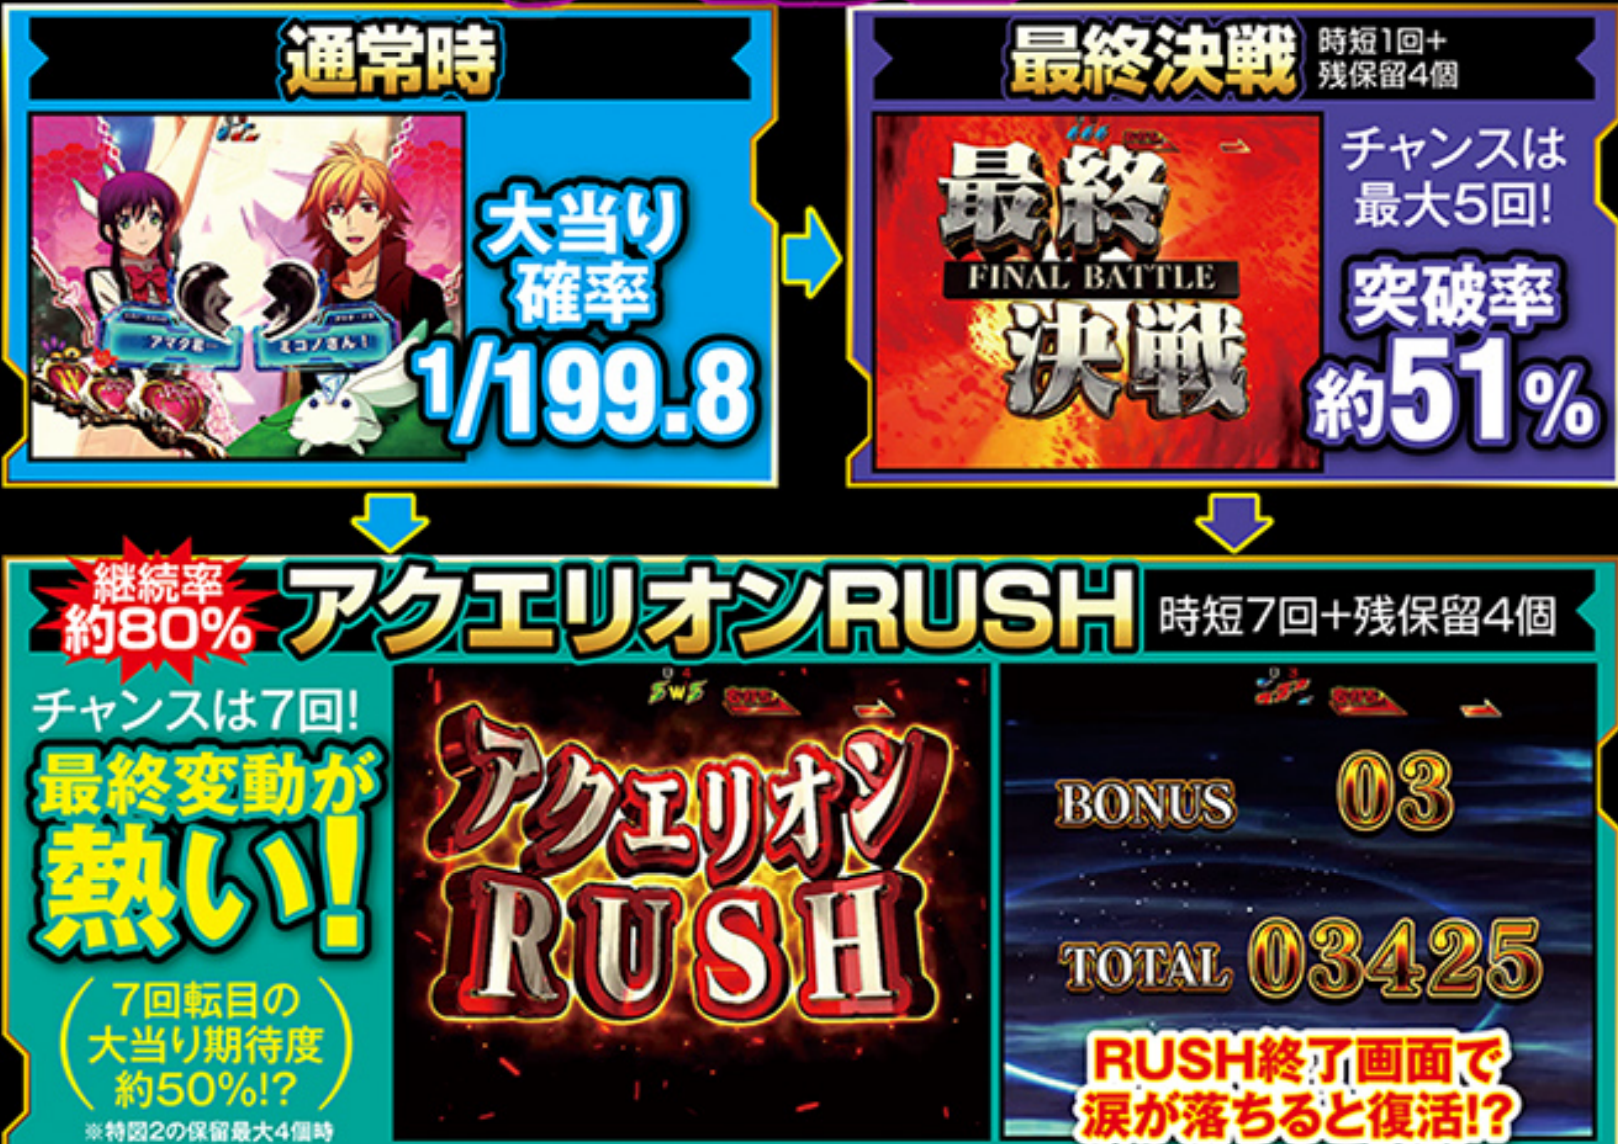 通常時
アマタ君…
ミコノさん!
大当り
確率
1/199.8
最終決戦
時短1回+
残保留4個
最終
FINAL BATTLE
決戦
チャンスは
最大5回!
突破率
約51%
継続率
約80%
アクエリオンRUSH
時短7回+残保留4個
チャンスは7回!
最終変動が
熱い!
7回転目の
大当り期待度
約50%!?
※特図2の保留最大4個時
アクエリオン
RUSH
BONUS 03
TOTAL 03425
RUSH終了画面で
涙が落ちると復活!?